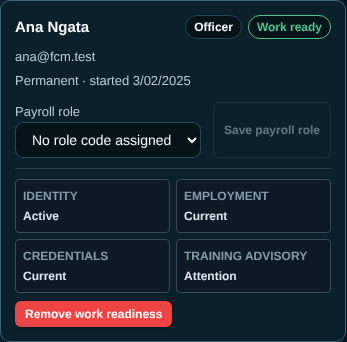 Ana Ngata Officer Work ready
ana@fcm.test
Permanent · started 3/02/2025
Payroll role
No role code assigned Save payroll role
IDENTITY EMPLOYMENT
Active Current
CREDENTIALS TRAINING ADVISORY
Current Attention
Remove work readiness